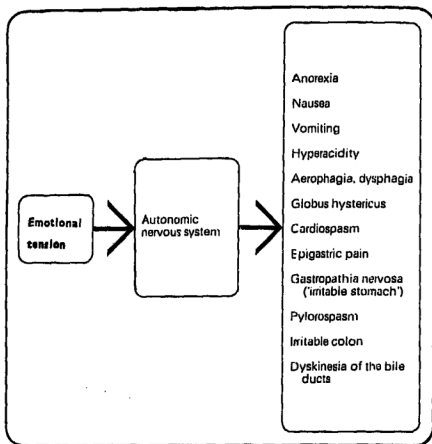 Emotional
tension
Autonomic
nervous system
Anorexia
Nausea
Vomiting
Hyperacidity
Aerophagia, dysphagia
Globus hystericus
Cardiospasm
Epigastric pain
Gastropathia nervosa
('irritable stomach')
Pylorospasm
Irritable colon
Dyskinesia of the bile
ducts